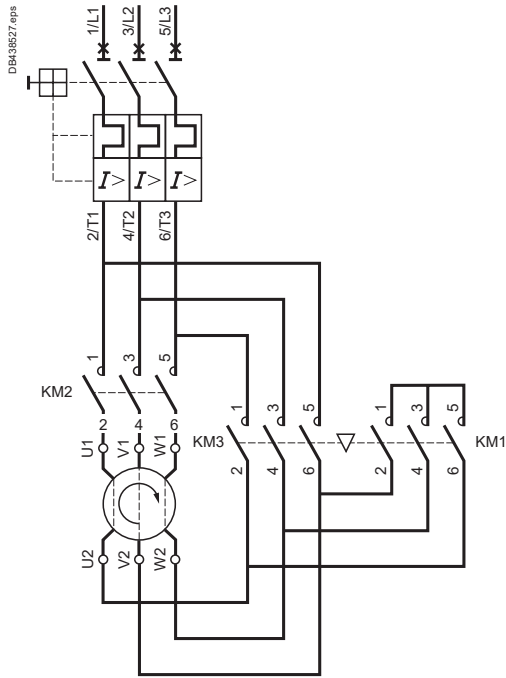 DB438527.eps
1/L1 3/L2 5/L3
I> I> I>
2/T1 4/T2 6/T3
1 3 5
KM2
2 4 6
U1 V1 W1
1 3 5
KM3
2 4 6
1 3 5
KM1
2 4 6
U2 V2 W2